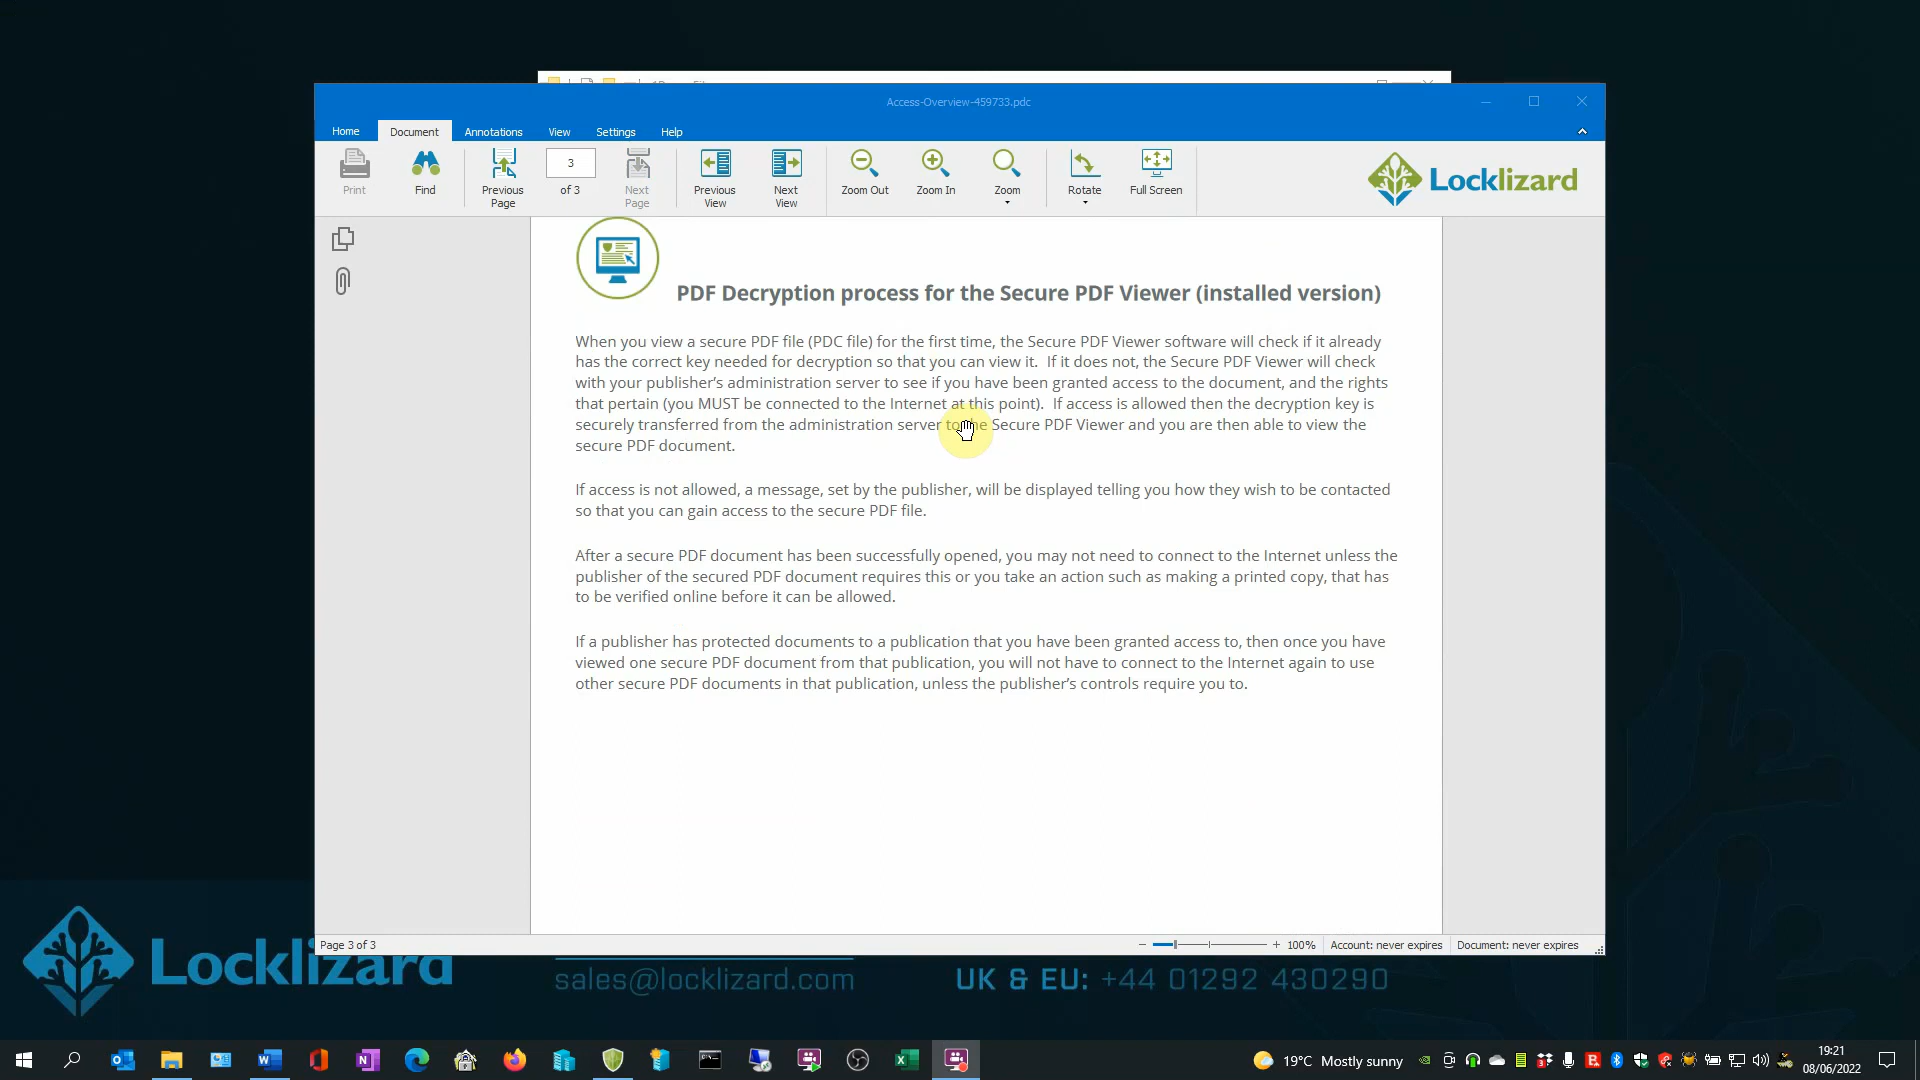 Access-Overview-459733.pdc
Home Document Annotations View Settings Help
3
Print Find Previous Page of 3 Next Page Previous View Next View Zoom Out Zoom In Zoom Rotate Full Screen
Locklizard
PDF Decryption process for the Secure PDF Viewer (installed version)
When you view a secure PDF file (PDC file) for the first time, the Secure PDF Viewer software will check if it already
has the correct key needed for decryption so that you can view it. If it does not, the Secure PDF Viewer will check
with your publisher's administration server to see if you have been granted access to the document, and the rights
that pertain (you MUST be connected to the Internet at this point). If access is allowed then the decryption key is
securely transferred from the administration server to the Secure PDF Viewer and you are then able to view the
secure PDF document.
If access is not allowed, a message, set by the publisher, will be displayed telling you how they wish to be contacted
so that you can gain access to the secure PDF file.
After a secure PDF document has been successfully opened, you may not need to connect to the Internet unless the
publisher of the secured PDF document requires this or you take an action such as making a printed copy, that has
to be verified online before it can be allowed.
If a publisher has protected documents to a publication that you have been granted access to, then once you have
viewed one secure PDF document from that publication, you will not have to connect to the Internet again to use
other secure PDF documents in that publication, unless the publisher's controls require you to.
Page 3 of 3
100% Account: never expires Document: never expires
Locklizard
sales@locklizard.com UK & EU: +44 01292 430290
19°C Mostly sunny
19:21
08/06/2022